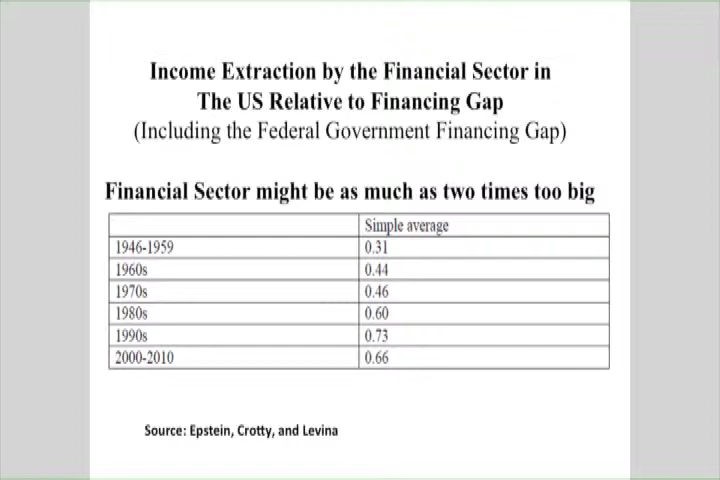 Income Extraction by the Financial Sector in
The US Relative to Financing Gap
(Including the Federal Government Financing Gap)
Financial Sector might be as much as two times too big
Simple average
1946-1959 0.31
1960s 0.44
1970s 0.46
1980s 0.60
1990s 0.73
2000-2010 0.66
Source: Epstein, Crotty, and Levina